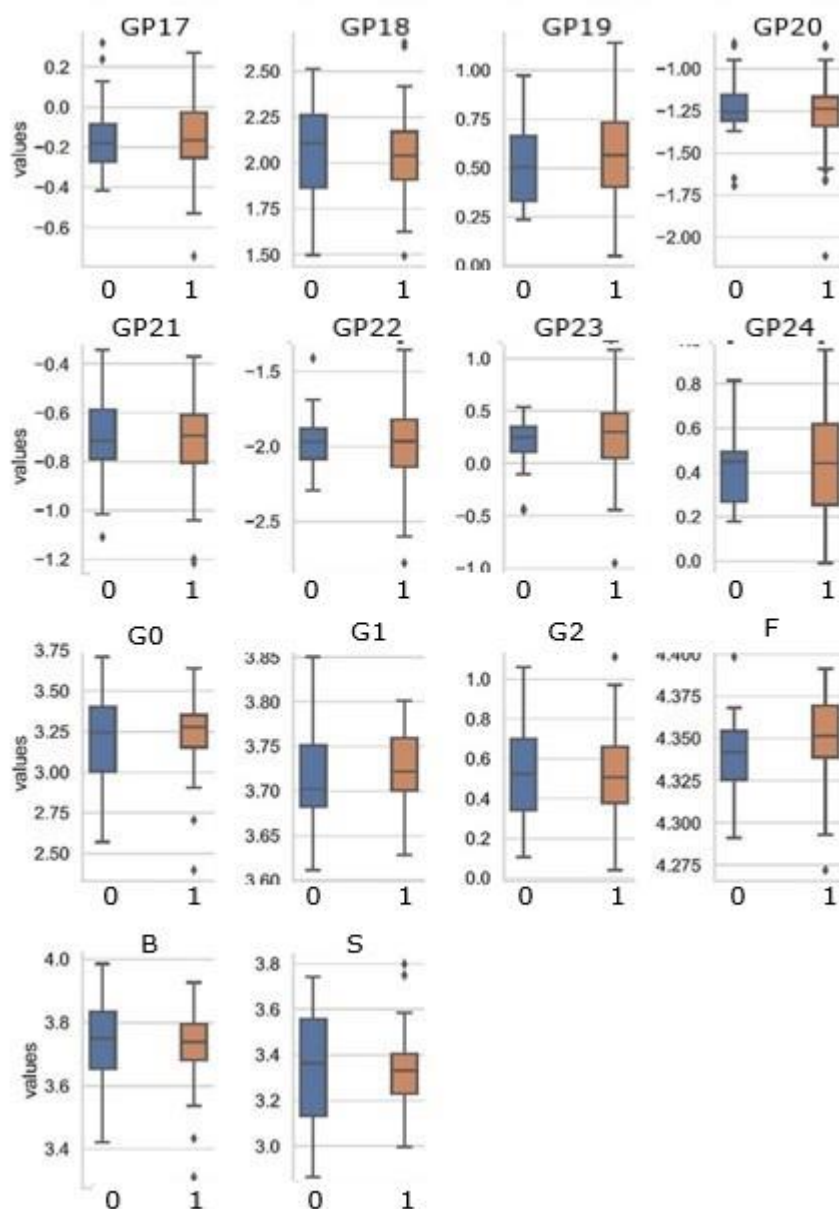 GP17 GP18 GP19 GP20
values 0.2 0.0 −0.2 −0.4 −0.6
2.50 2.25 2.00 1.75 1.50
1.00 0.75 0.50 0.25 0.00
−1.00 −1.25 −1.50 −1.75 −2.00
0 1 0 1 0 1 0 1
GP21 GP22 GP23 GP24
values −0.4 −0.6 −0.8 −1.0 −1.2
−1.5 −2.0 −2.5
1.0 0.5 0.0 −0.5 −1.0
0.8 0.6 0.4 0.2 0.0
0 1 0 1 0 1 0 1
G0 G1 G2 F
values 3.75 3.50 3.25 3.00 2.75 2.50
3.85 3.80 3.75 3.70 3.65 3.60
1.0 0.8 0.6 0.4 0.2 0.0
4.400 4.375 4.350 4.325 4.300 4.275
0 1 0 1 0 1 0 1
B S
values 4.0 3.8 3.6 3.4
3.8 3.6 3.4 3.2 3.0
0 1 0 1